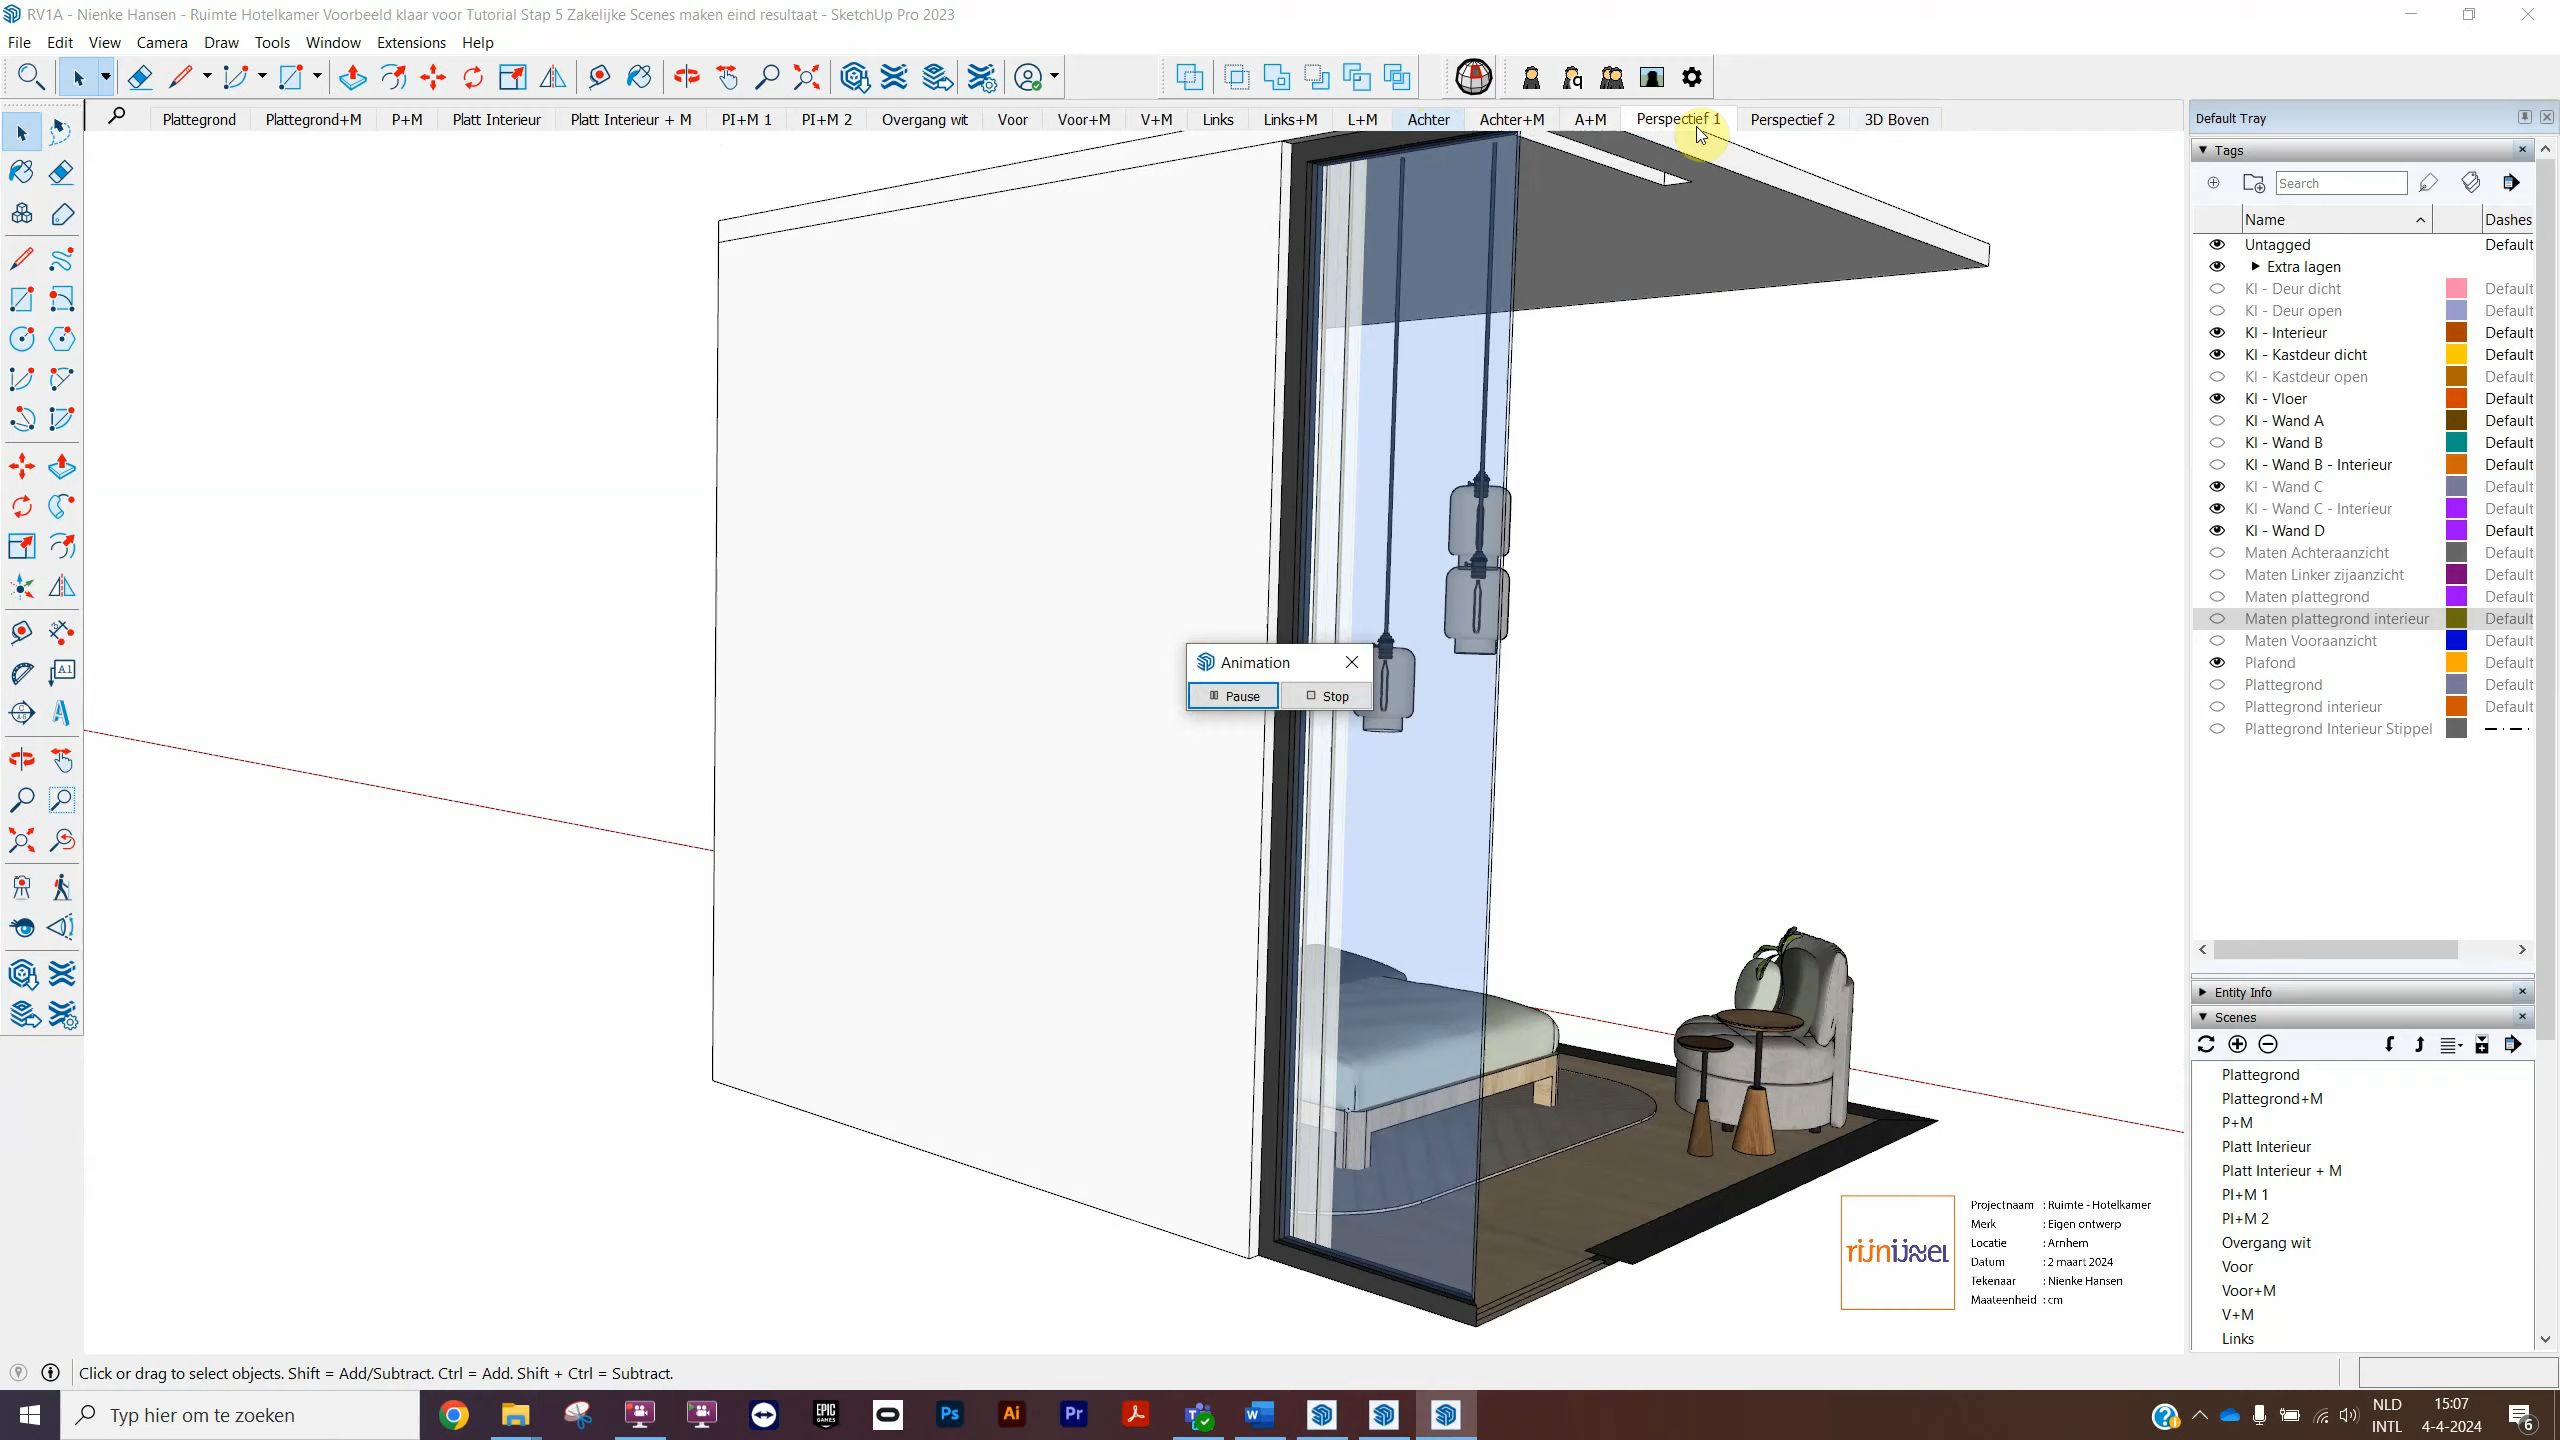 RV1A - Nienke Hansen - Ruimte Hotelkamer Voorbeeld klaar voor Tutorial Stap 5 Zakelijke Scenes maken eind resultaat - SketchUp Pro 2023
File Edit View Camera Draw Tools Window Extensions Help
Plattegrond Plattegrond+M P+M Platt Interieur Platt Interieur + M PI+M 1 PI+M 2 Overgang wit Voor Voor+M V+M Links Links+M L+M Achter Achter+M A+M Perspectief 1 Perspectief 2 3D Boven
Default Tray
Tags
Search
Name Dashes
Untagged Default
Extra lagen
KI - Deur dicht Default
KI - Deur open Default
KI - Interieur Default
KI - Kastdeur dicht Default
KI - Kastdeur open Default
KI - Vloer Default
KI - Wand A Default
KI - Wand B Default
KI - Wand B - Interieur Default
KI - Wand C Default
KI - Wand C - Interieur Default
KI - Wand D Default
Maten Achteraanzicht Default
Maten Linker zijaanzicht Default
Maten plattegrond Default
Maten plattegrond interieur Default
Maten Vooraanzicht Default
Plafond Default
Plattegrond Default
Plattegrond interieur Default
Plattegrond Interieur Stippel
Animation
Pause Stop
Entity Info
Scenes
Plattegrond
Plattegrond+M
P+M
Platt Interieur
Platt Interieur + M
PI+M 1
PI+M 2
Overgang wit
Voor
Voor+M
V+M
Links
rijnijssel
Projectnaam : Ruimte - Hotelkamer
Merk : Eigen ontwerp
Locatie : Arnhem
Datum : 2 maart 2024
Tekenaar : Nienke Hansen
Maateenheid : cm
Click or drag to select objects. Shift = Add/Subtract. Ctrl = Add. Shift + Ctrl = Subtract.
Typ hier om te zoeken
EPIC GAMES
Ps Ai Pr
NLD
INTL
15:07
4-4-2024
6